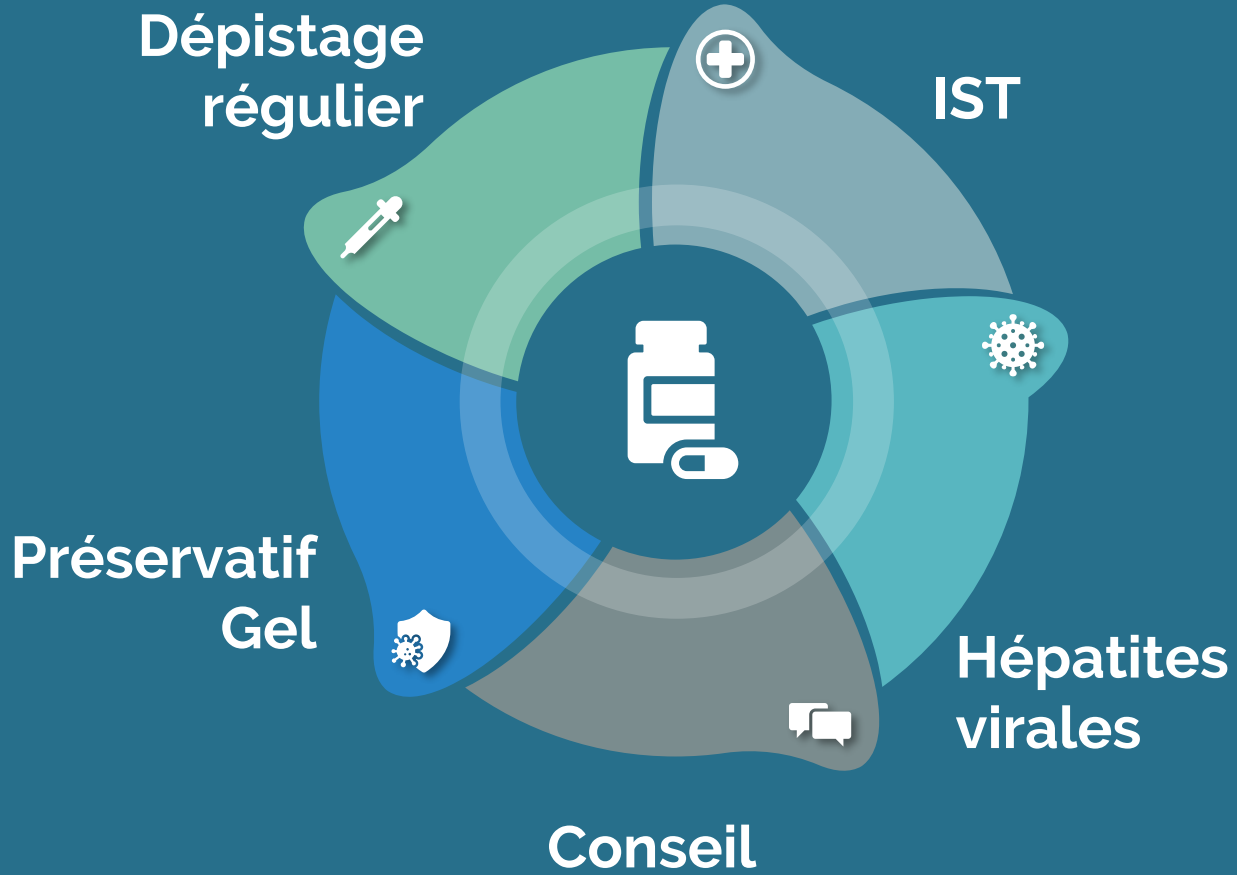 Dépistage
régulier
IST
Préservatif
Gel
Hépatites
virales
Conseil